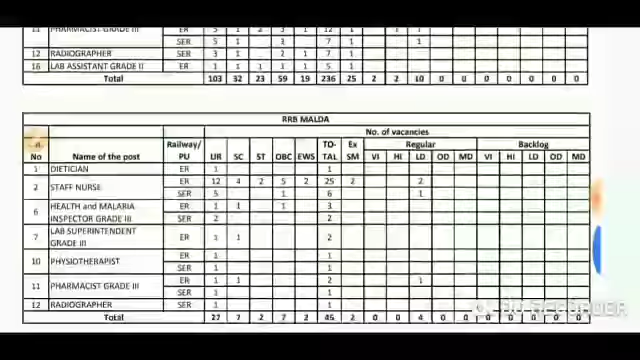 11 PHARMACIST GRADE III ER 5 1 2 3 1 12 1 1 1
SER 5 1 3 7 1 1
12 RADIOGRAPHER SER 3 1 2 1 7 1
16 LAB ASSISTANT GRADE II ER 1 1 1 1 1 5 1
Total 103 32 23 59 19 236 25 2 2 10 0 0 0 0 0 0
RRB MALDA
No. of vacancies
Railway/ TO- Ex Regular Backlog
No Name of the post PU UR SC ST OBC EWS TAL SM VI HI LD OD MD VI HI LD OD MD
1 DIETICIAN ER 1 1
2 STAFF NURSE ER 12 4 2 5 2 25 2 2
SER 5 1 6 1
6 HEALTH and MALARIA INSPECTOR GRADE III ER 1 1 1 3
SER 2 2
7 LAB SUPERINTENDENT GRADE III ER 1 1 2
10 PHYSIOTHERAPIST ER 1 1
SER 1 1
11 PHARMACIST GRADE III ER 1 1 2 1
SER 1 1
12 RADIOGRAPHER SER 1 1
Total 27 7 2 7 2 45 2 0 0 4 0 0 0 0 0 0 0
RECORDER